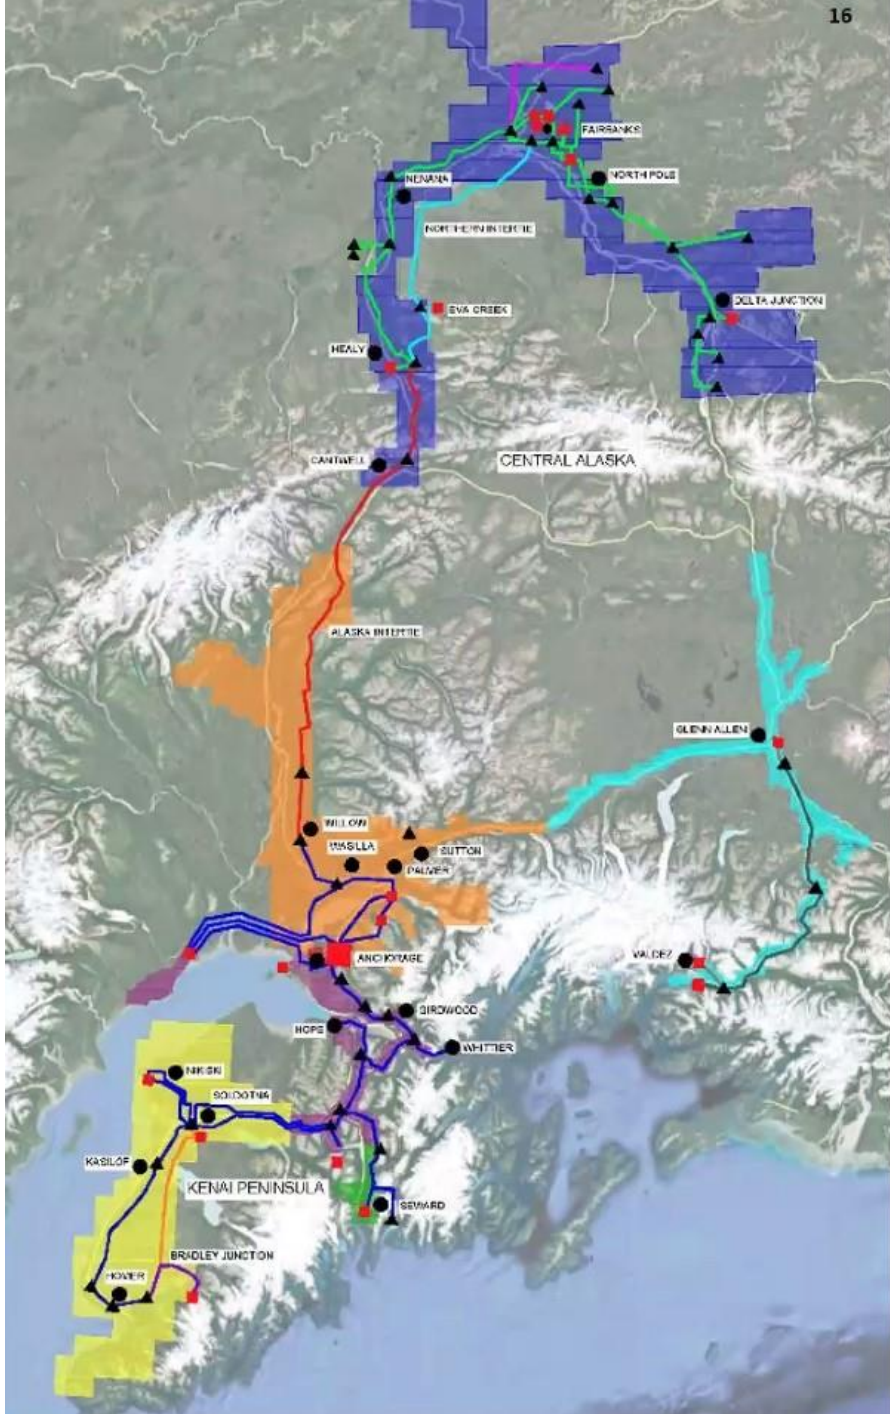 16
FAIRBANKS
NENANA
NORTH POLE
NORTHERN INTERTIE
DELTA JUNCTION
EVA CREEK
HEALY
CANTWELL
CENTRAL ALASKA
ALASKA INTERTIE
GLENN ALLEN
WILLOW
WASILLA
SUTTON
PALMER
ANCHORAGE
VALDEZ
GIRDWOOD
HOPE
WHITTIER
NIKISKI
SOLDOTNA
KASILOF
KENAI PENINSULA
SEWARD
BRADLEY JUNCTION
HOMER